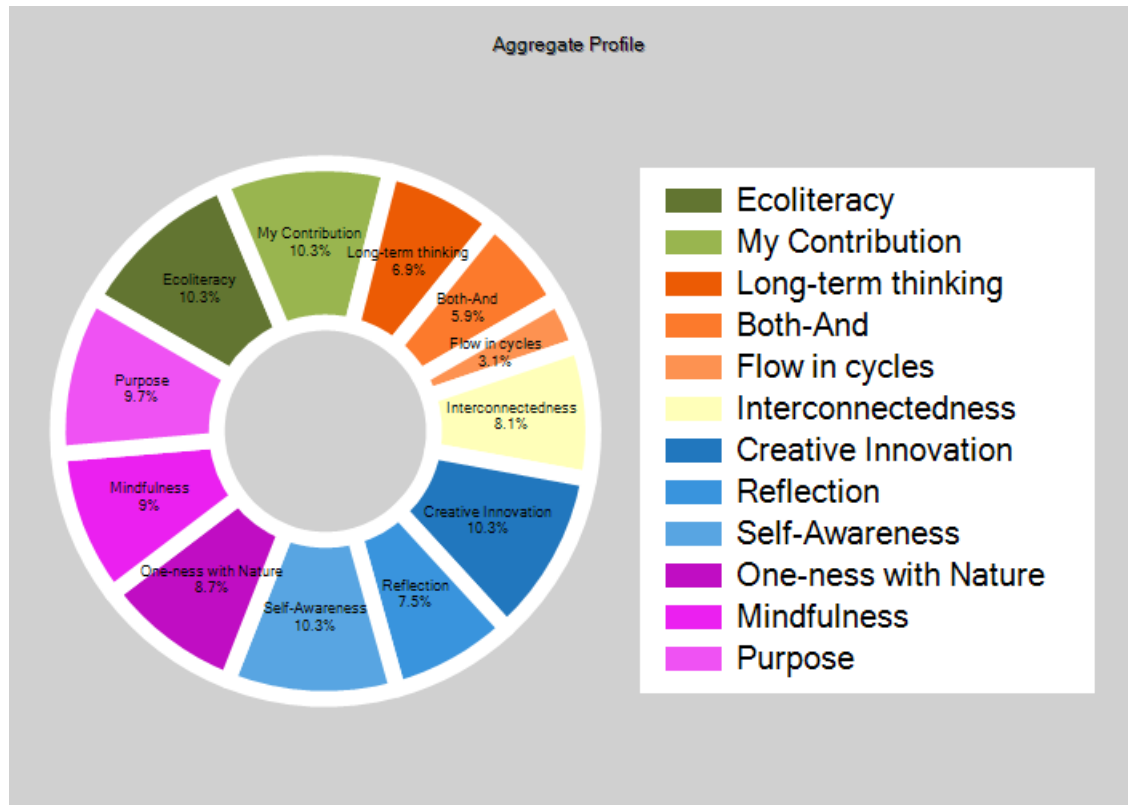 Aggregate Profile
My Contribution
10.3%
Long-term thinking
6.9%
Both-And
5.9%
Flow in cycles
3.1%
Interconnectedness
8.1%
Creative Innovation
10.3%
Reflection
7.5%
Self-Awareness
10.3%
One-ness with Nature
8.7%
Mindfulness
9%
Purpose
9.7%
Ecoliteracy
10.3%
Ecoliteracy
My Contribution
Long-term thinking
Both-And
Flow in cycles
Interconnectedness
Creative Innovation
Reflection
Self-Awareness
One-ness with Nature
Mindfulness
Purpose